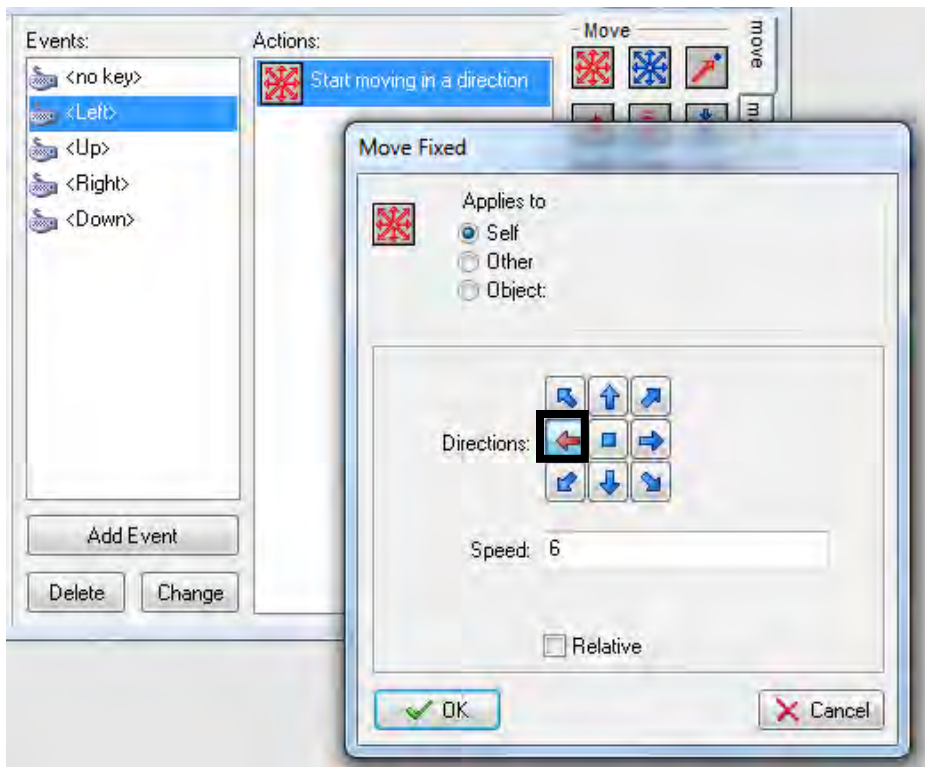 Events:
Actions:
Move
move
<no key>
<Left>
<Up>
<Right>
<Down>
Start moving in a direction
Add Event
Delete
Change
Move Fixed
Applies to
Self
Other
Object:
Directions:
Speed: 6
Relative
OK
Cancel